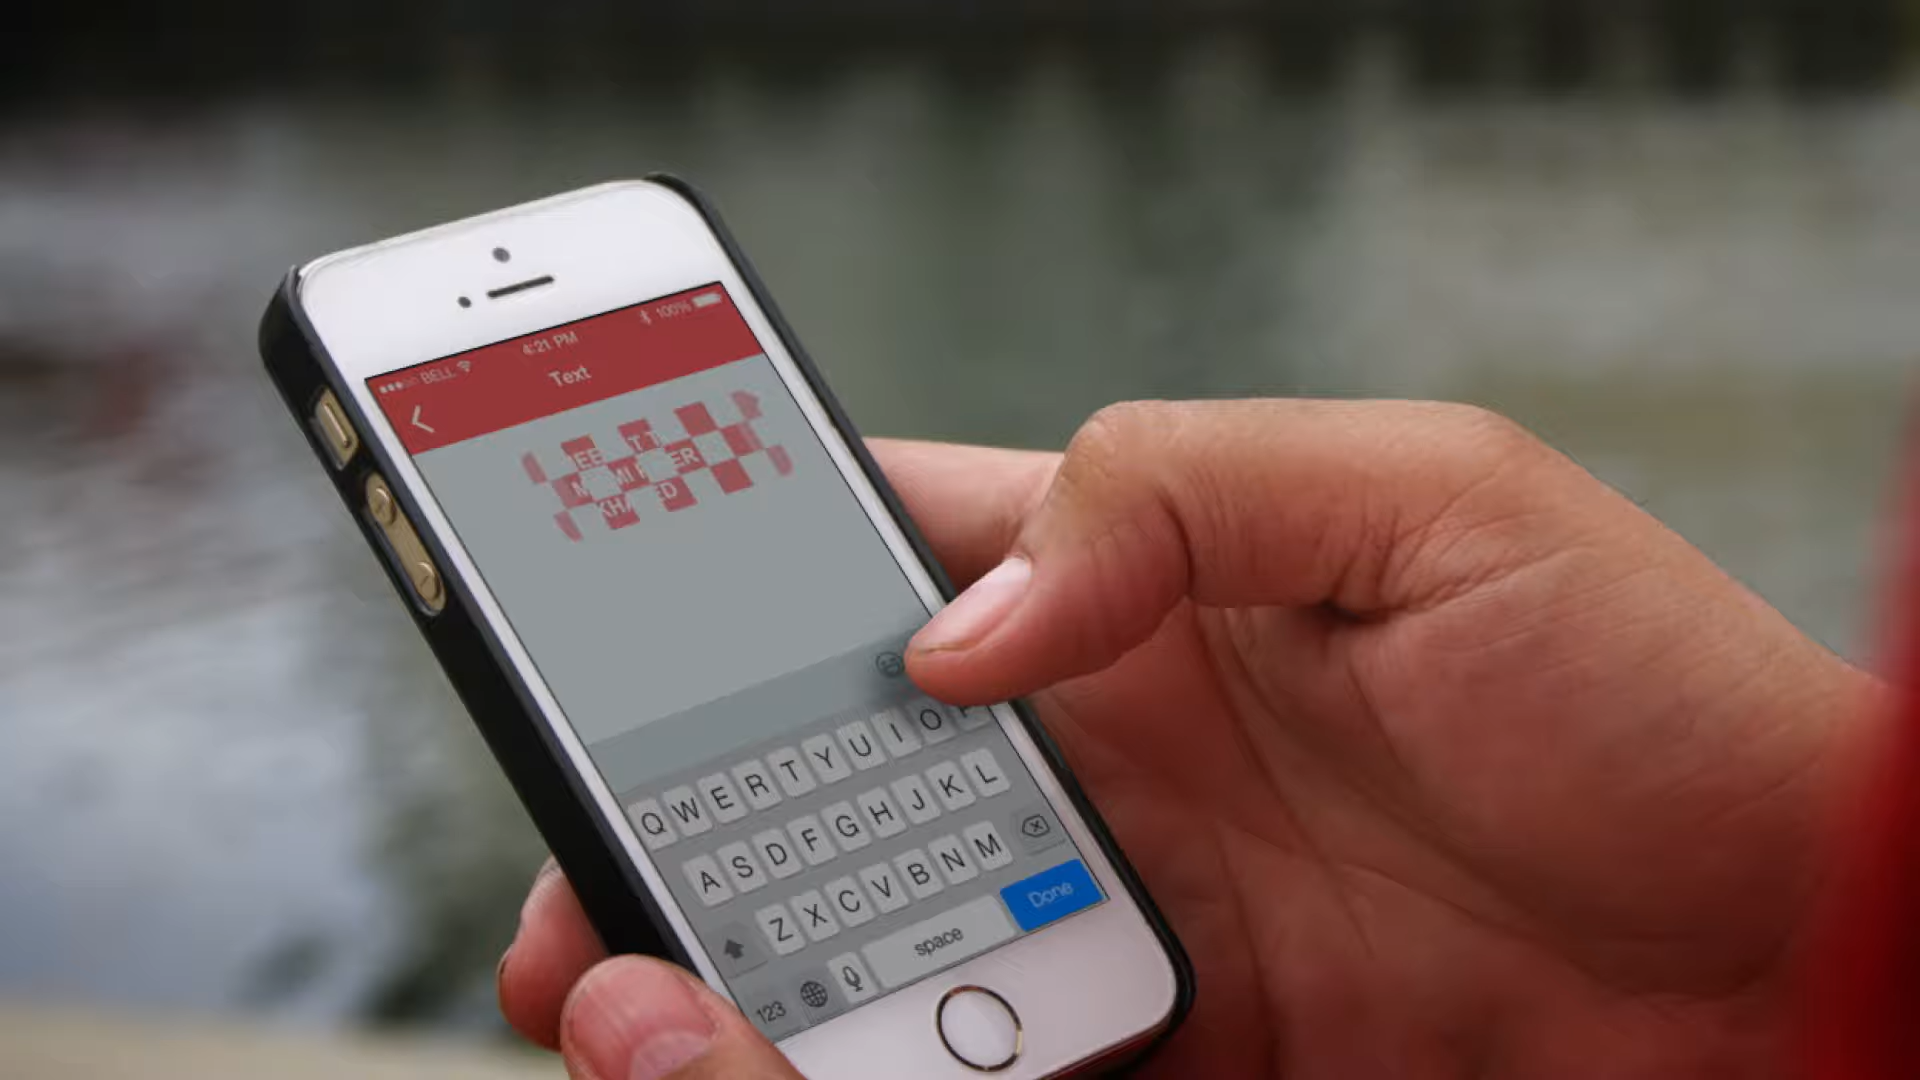 BELL 4:21 PM 100%
Text
Q W E R T Y U I O P
A S D F G H J K L
Z X C V B N M
123 space Done